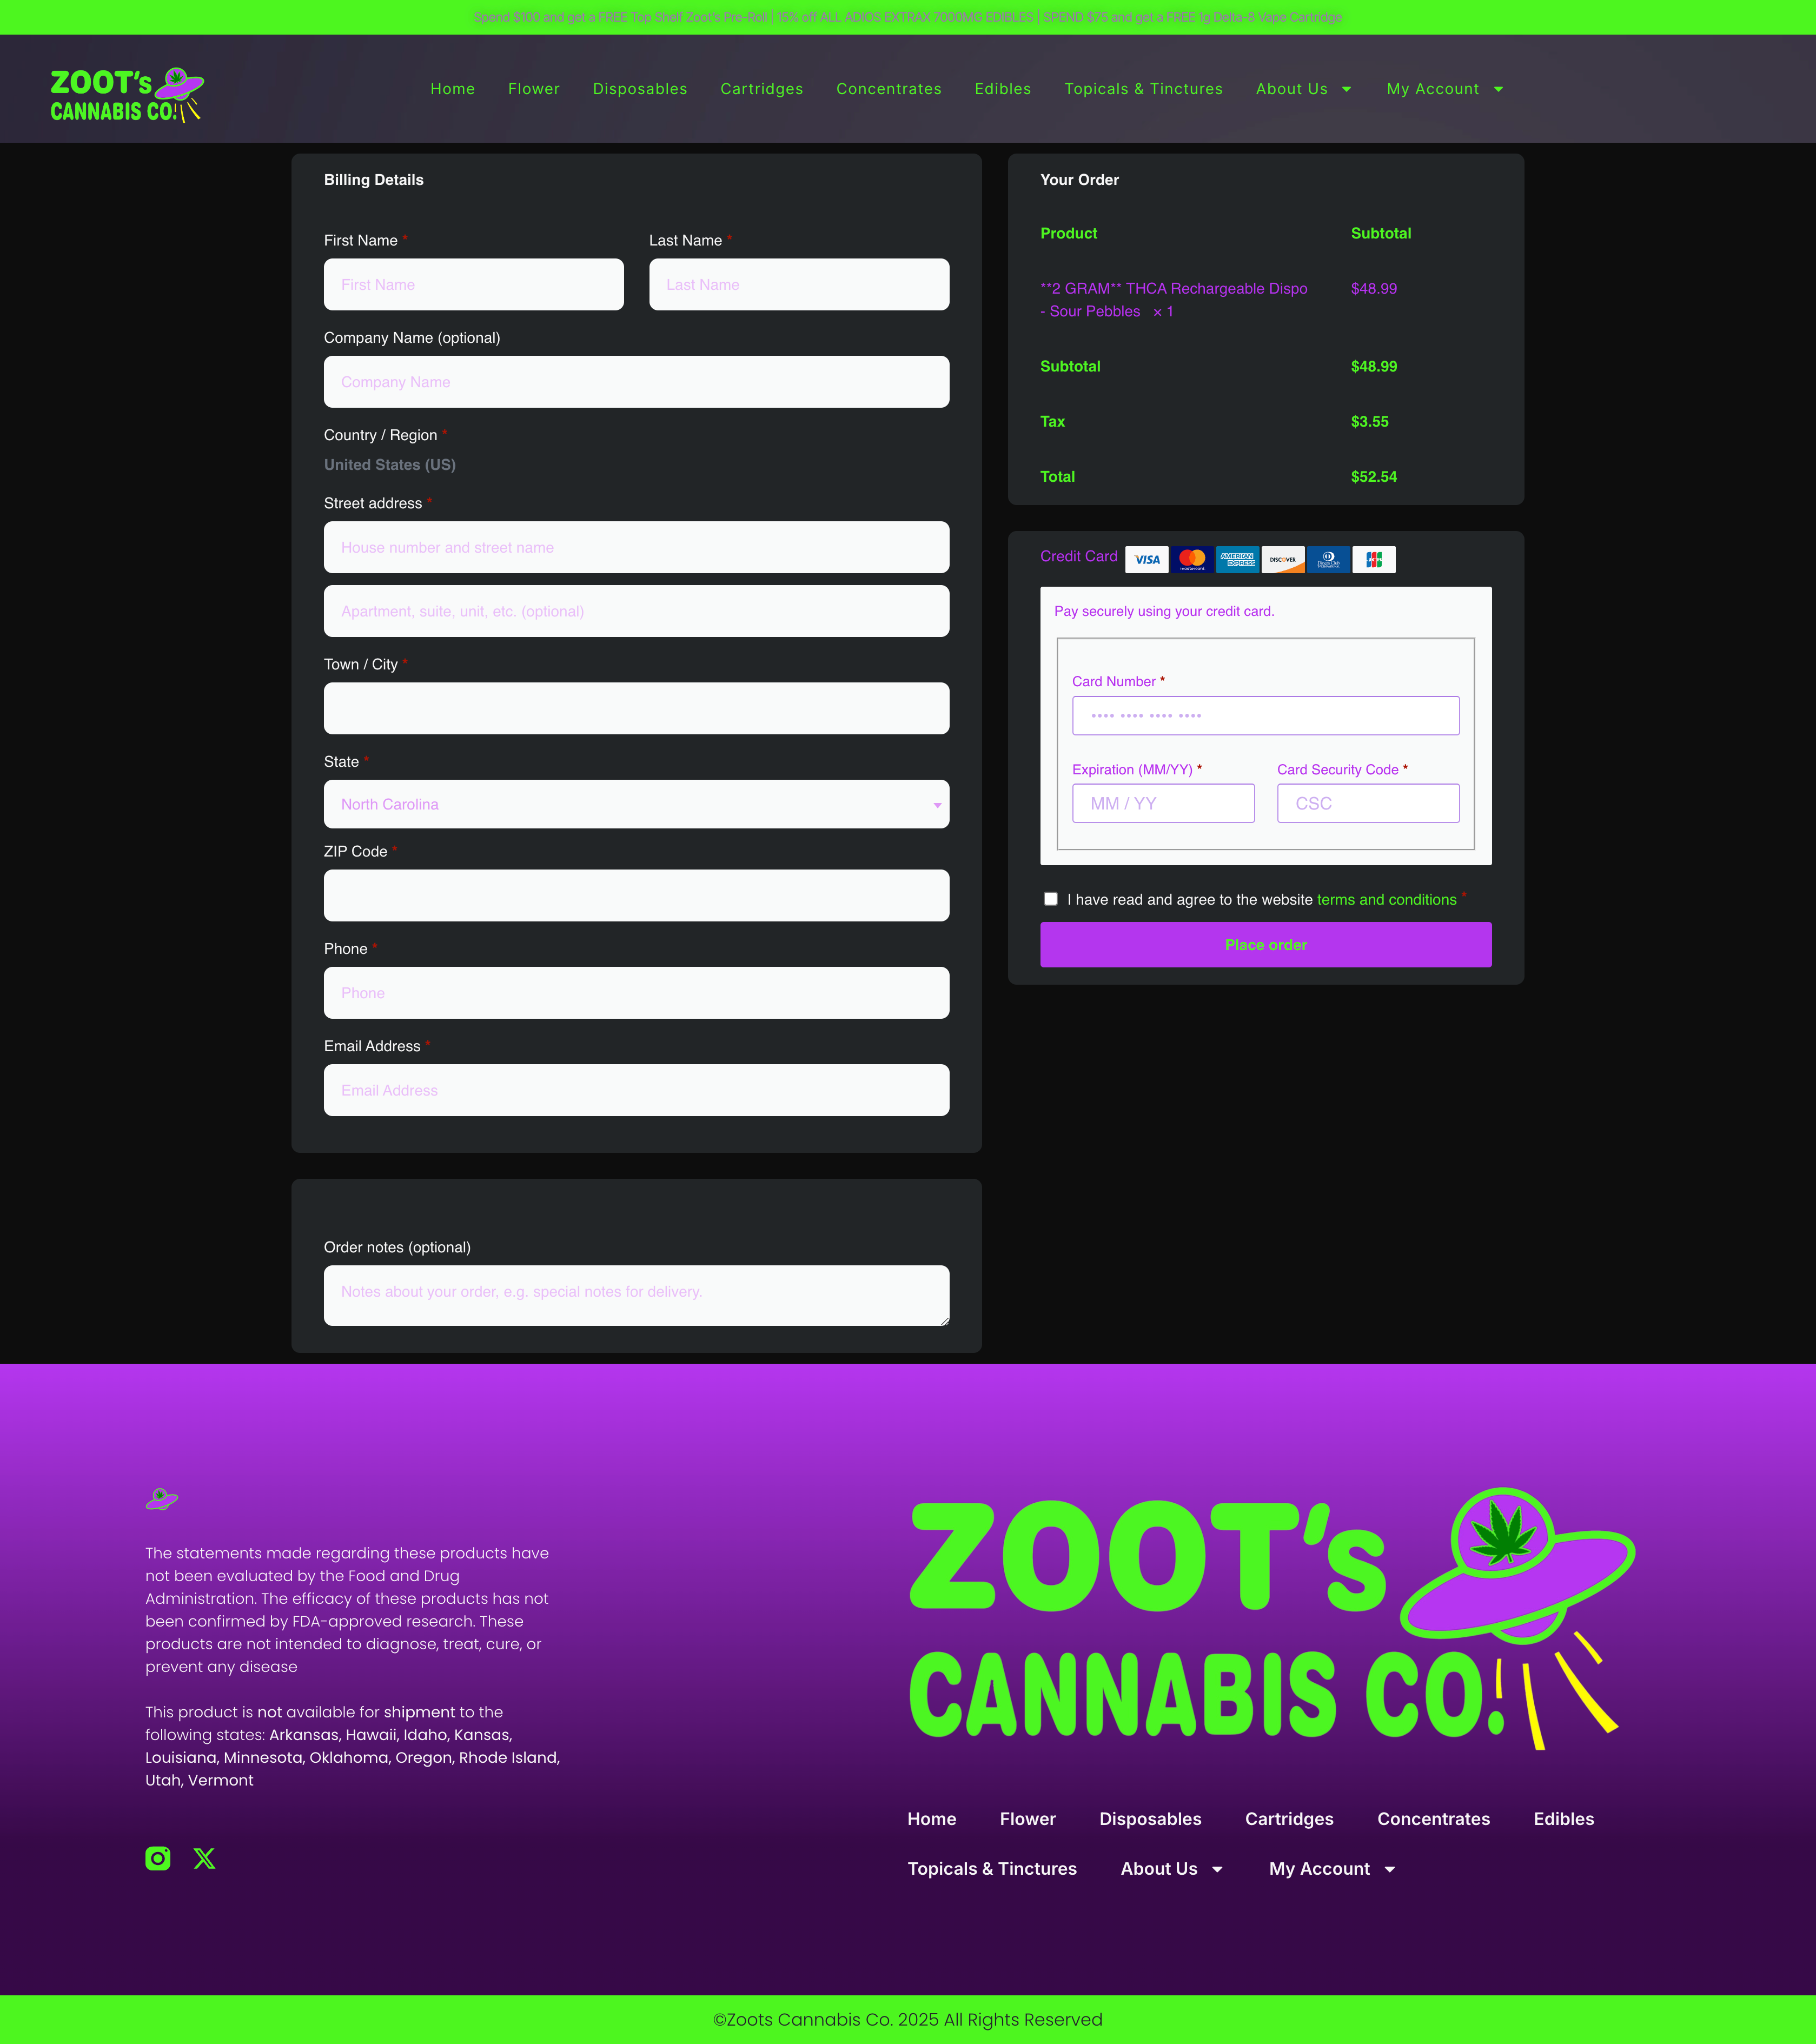 Spend $100 and get a FREE Top Shelf Zoot's Pre-Roll | 15% off ALL ADIOS EXTRAX 7000MG EDIBLES | SPEND $75 and get a FREE 1g Delta-8 Vape Cartridge
ZOOT's
CANNABIS CO.
Home Flower Disposables Cartridges Concentrates Edibles Topicals & Tinctures About Us My Account
Billing Details
First Name * Last Name *
First Name Last Name
Company Name (optional)
Company Name
Country / Region *
United States (US)
Street address *
House number and street name
Apartment, suite, unit, etc. (optional)
Town / City *
State *
North Carolina
ZIP Code *
Phone *
Phone
Email Address *
Email Address
Order notes (optional)
Notes about your order, e.g. special notes for delivery.
Your Order
Product Subtotal
**2 GRAM** THCA Rechargeable Dispo $48.99
- Sour Pebbles × 1
Subtotal $48.99
Tax $3.55
Total $52.54
Credit Card VISA mastercard AMERICAN EXPRESS DISCOVER Diners Club International JCB
Pay securely using your credit card.
Card Number *
•••• •••• •••• ••••
Expiration (MM/YY) * Card Security Code *
MM / YY CSC
I have read and agree to the website terms and conditions *
Place order
The statements made regarding these products have
not been evaluated by the Food and Drug
Administration. The efficacy of these products has not
been confirmed by FDA-approved research. These
products are not intended to diagnose, treat, cure, or
prevent any disease
This product is not available for shipment to the
following states: Arkansas, Hawaii, Idaho, Kansas,
Louisiana, Minnesota, Oklahoma, Oregon, Rhode Island,
Utah, Vermont
ZOOT's
CANNABIS CO.
Home Flower Disposables Cartridges Concentrates Edibles
Topicals & Tinctures About Us My Account
©Zoots Cannabis Co. 2025 All Rights Reserved